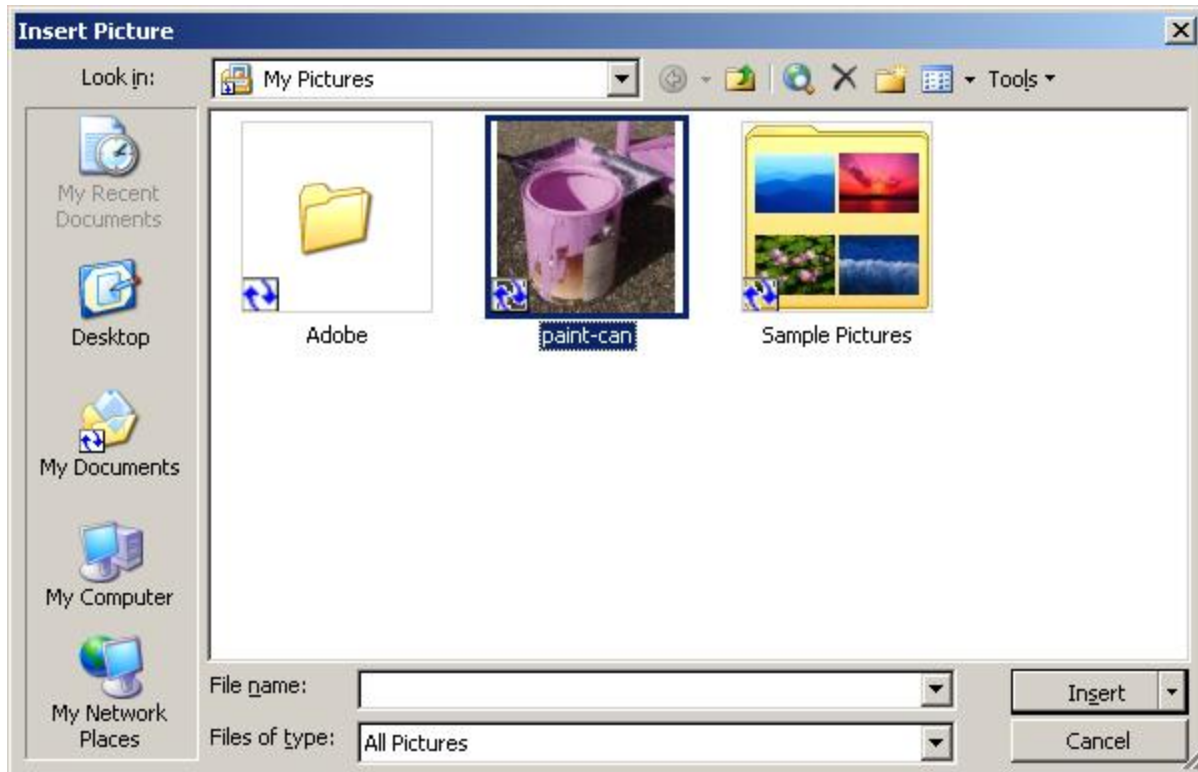 Insert Picture
Look in:
My Pictures
Tools
My Recent
Documents
Desktop
My Documents
My Computer
My Network
Places
Adobe
paint-can
Sample Pictures
File name:
Insert
Files of type:
All Pictures
Cancel